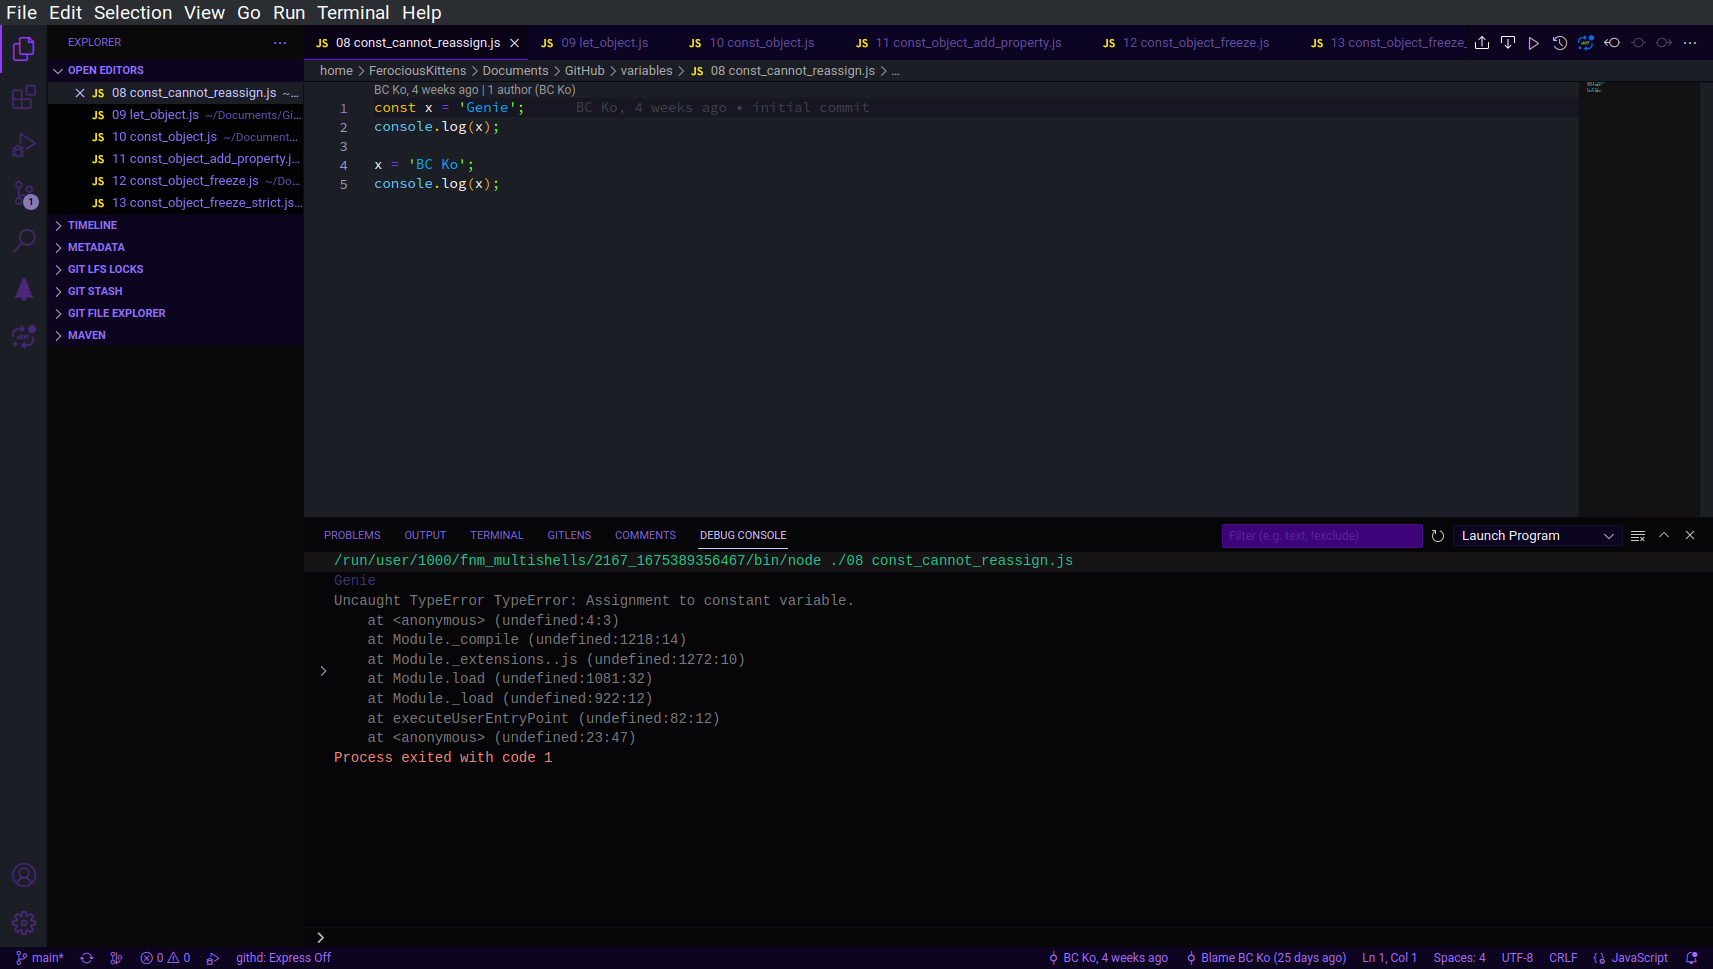 File Edit Selection View Go Run Terminal Help
EXPLORER ···
JS 08 const_cannot_reassign.js
JS 09 let_object.js
JS 10 const_object.js
JS 11 const_object_add_property.js
JS 12 const_object_freeze.js
JS 13 const_object_freeze_
OPEN EDITORS
JS 08 const_cannot_reassign.js ~...
JS 09 let_object.js ~/Documents/Gi...
JS 10 const_object.js ~/Document...
JS 11 const_object_add_property.j...
JS 12 const_object_freeze.js ~/Do...
JS 13 const_object_freeze_strict.js...
TIMELINE
METADATA
GIT LFS LOCKS
GIT STASH
GIT FILE EXPLORER
MAVEN
1
home > FerociousKittens > Documents > GitHub > variables > JS 08 const_cannot_reassign.js > ...
BC Ko, 4 weeks ago | 1 author (BC Ko)
1 const x = 'Genie'; BC Ko, 4 weeks ago • initial commit
2 console.log(x);
3
4 x = 'BC Ko';
5 console.log(x);
PROBLEMS OUTPUT TERMINAL GITLENS COMMENTS DEBUG CONSOLE
Filter (e.g. text, !exclude)
Launch Program
/run/user/1000/fnm_multishells/2167_1675389356467/bin/node ./08 const_cannot_reassign.js
Genie
Uncaught TypeError TypeError: Assignment to constant variable.
at <anonymous> (undefined:4:3)
at Module._compile (undefined:1218:14)
at Module._extensions..js (undefined:1272:10)
at Module.load (undefined:1081:32)
at Module._load (undefined:922:12)
at executeUserEntryPoint (undefined:82:12)
at <anonymous> (undefined:23:47)
Process exited with code 1
>
main* 0 0 githd: Express Off
BC Ko, 4 weeks ago Blame BC Ko (25 days ago) Ln 1, Col 1 Spaces: 4 UTF-8 CRLF JavaScript